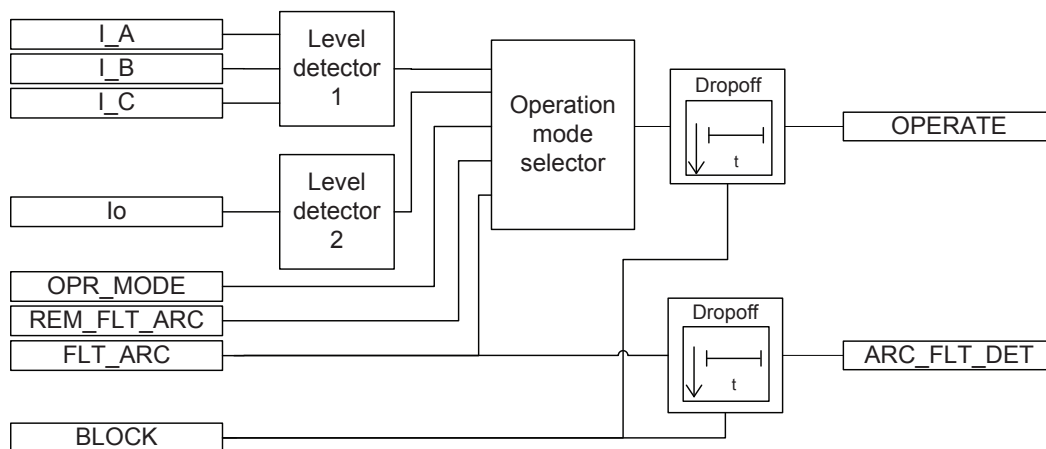 I_A
I_B
I_C
Level
detector
1
Operation
mode
selector
Dropoff
t
OPERATE
Io
Level
detector
2
OPR_MODE
REM_FLT_ARC
FLT_ARC
Dropoff
t
ARC_FLT_DET
BLOCK